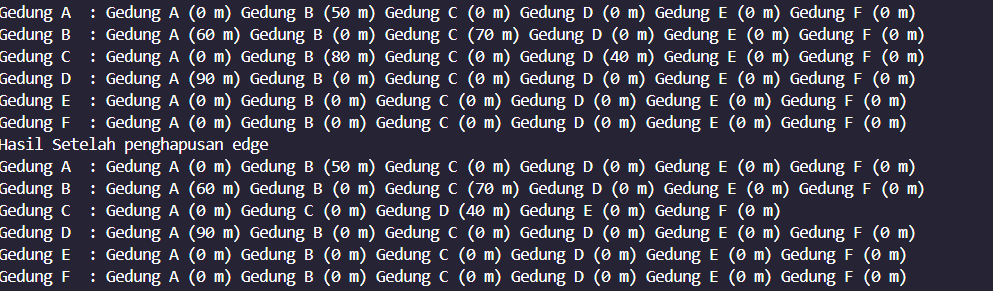 Gedung A  : Gedung A (0 m) Gedung B (50 m) Gedung C (0 m) Gedung D (0 m) Gedung E (0 m) Gedung F (0 m)
Gedung B  : Gedung A (60 m) Gedung B (0 m) Gedung C (70 m) Gedung D (0 m) Gedung E (0 m) Gedung F (0 m)
Gedung C  : Gedung A (0 m) Gedung B (80 m) Gedung C (0 m) Gedung D (40 m) Gedung E (0 m) Gedung F (0 m)
Gedung D  : Gedung A (90 m) Gedung B (0 m) Gedung C (0 m) Gedung D (0 m) Gedung E (0 m) Gedung F (0 m)
Gedung E  : Gedung A (0 m) Gedung B (0 m) Gedung C (0 m) Gedung D (0 m) Gedung E (0 m) Gedung F (0 m)
Gedung F  : Gedung A (0 m) Gedung B (0 m) Gedung C (0 m) Gedung D (0 m) Gedung E (0 m) Gedung F (0 m)
Hasil Setelah penghapusan edge
Gedung A  : Gedung A (0 m) Gedung B (50 m) Gedung C (0 m) Gedung D (0 m) Gedung E (0 m) Gedung F (0 m)
Gedung B  : Gedung A (60 m) Gedung B (0 m) Gedung C (70 m) Gedung D (0 m) Gedung E (0 m) Gedung F (0 m)
Gedung C  : Gedung A (0 m) Gedung C (0 m) Gedung D (40 m) Gedung E (0 m) Gedung F (0 m)
Gedung D  : Gedung A (90 m) Gedung B (0 m) Gedung C (0 m) Gedung D (0 m) Gedung E (0 m) Gedung F (0 m)
Gedung E  : Gedung A (0 m) Gedung B (0 m) Gedung C (0 m) Gedung D (0 m) Gedung E (0 m) Gedung F (0 m)
Gedung F  : Gedung A (0 m) Gedung B (0 m) Gedung C (0 m) Gedung D (0 m) Gedung E (0 m) Gedung F (0 m)